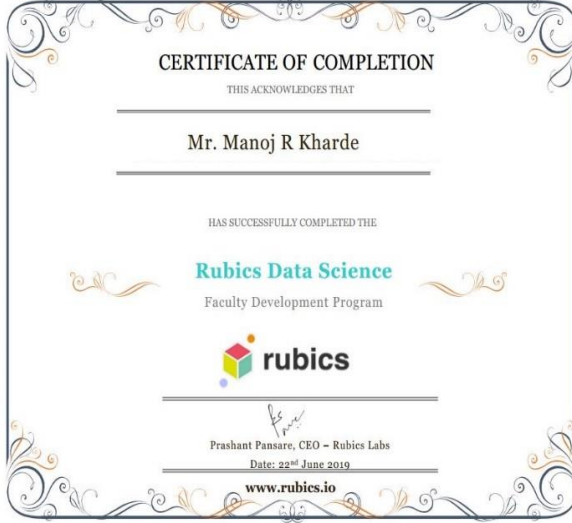 CERTIFICATE OF COMPLETION
THIS ACKNOWLEDGES THAT
Mr. Manoj R Kharde
HAS SUCCESSFULLY COMPLETED THE
Rubics Data Science
Faculty Development Program
rubics
Prashant Pansare, CEO – Rubics Labs
Date: 22nd June 2019
www.rubics.io